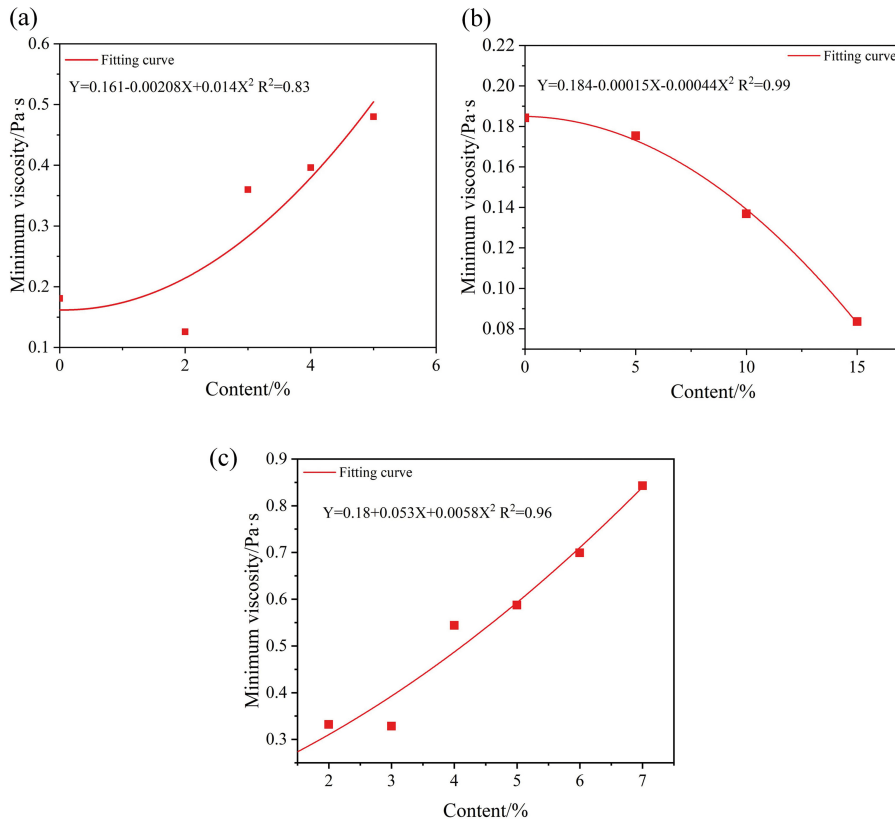 (a)
0.6
Fitting curve
Y=0.161-0.00208X+0.014X² R²=0.83
0.5
0.4
0.3
0.2
0.1
Minimum viscosity/Pa·s
0 2 4 6
Content/%
(b)
0.22
Fitting curve
0.20
Y=0.184-0.00015X-0.00044X² R²=0.99
0.18
0.16
0.14
0.12
0.10
0.08
Minimum viscosity/Pa·s
0 5 10 15
Content/%
(c)
0.9
Fitting curve
0.8
Y=0.18+0.053X+0.0058X² R²=0.96
0.7
0.6
0.5
0.4
0.3
Minimum viscosity/Pa·s
2 3 4 5 6 7
Content/%